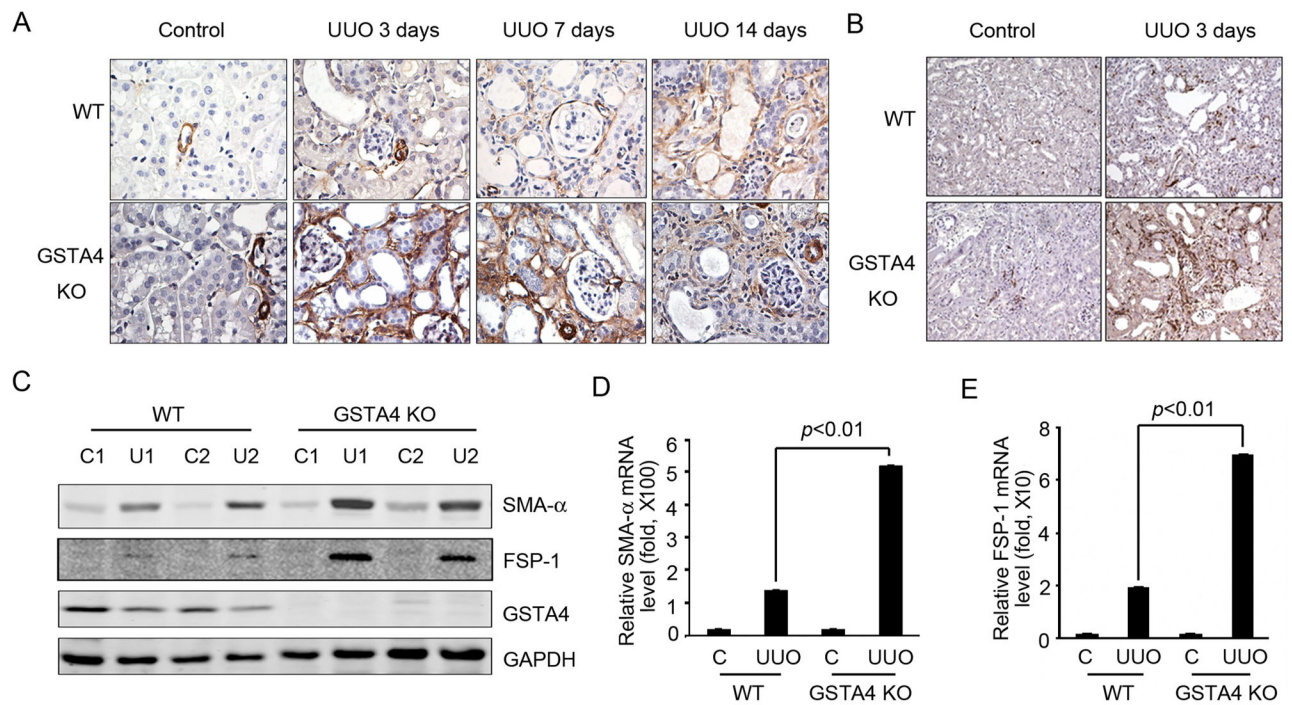 A
Control
UUO 3 days
UUO 7 days
UUO 14 days
WT
GSTA4
KO
B
Control
UUO 3 days
WT
GSTA4
KO
C
WT
GSTA4 KO
C1 U1 C2 U2 C1 U1 C2 U2
SMA-α
FSP-1
GSTA4
GAPDH
D
p<0.01
Relative SMA-α mRNA
level (fold, X100)
6
5
4
3
2
1
0
C UUO C UUO
WT GSTA4 KO
E
p<0.01
Relative FSP-1 mRNA
level (fold, X10)
8
6
4
2
0
C UUO C UUO
WT GSTA4 KO